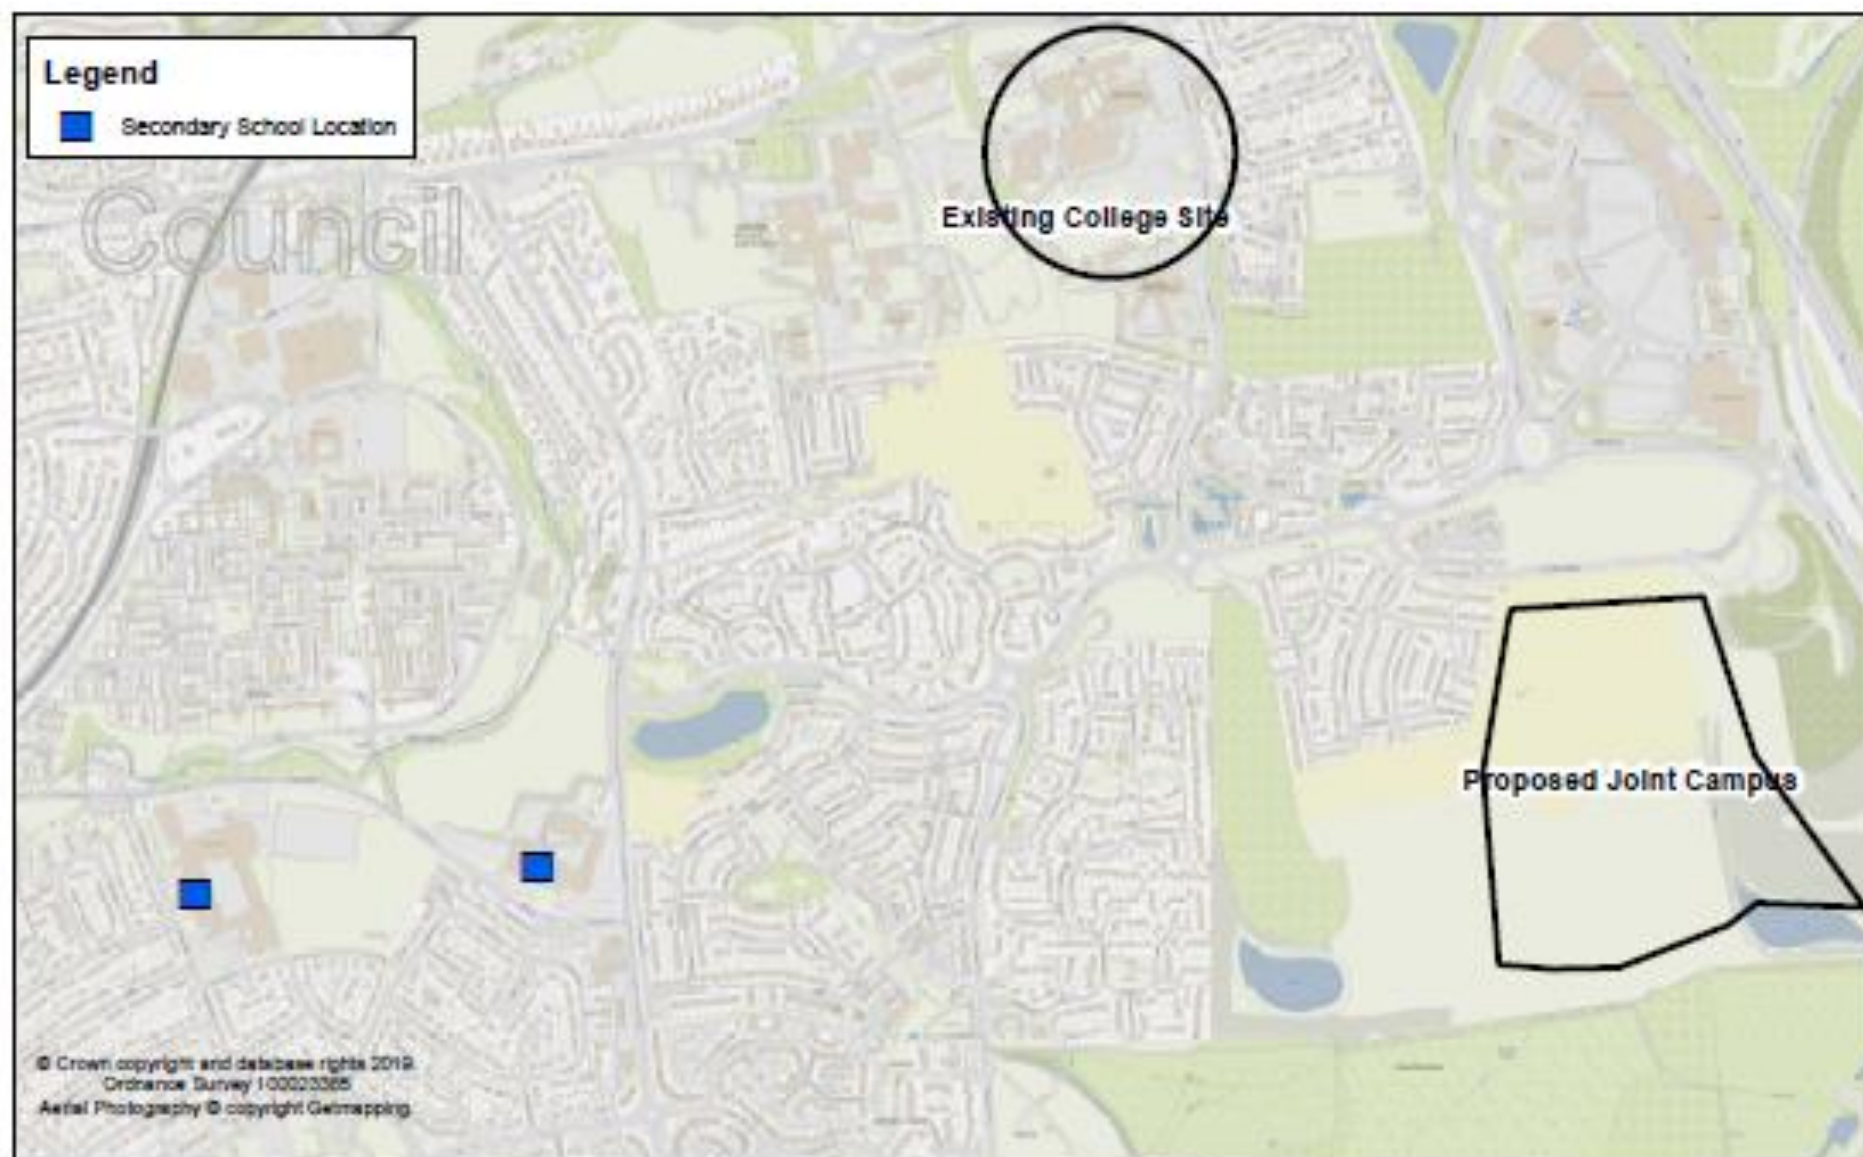 Legend
Secondary School Location
Council
Existing College Site
Proposed Joint Campus
© Crown copyright and database rights 2019.
Ordnance Survey 100023385
Aerial Photography © copyright Getmapping.